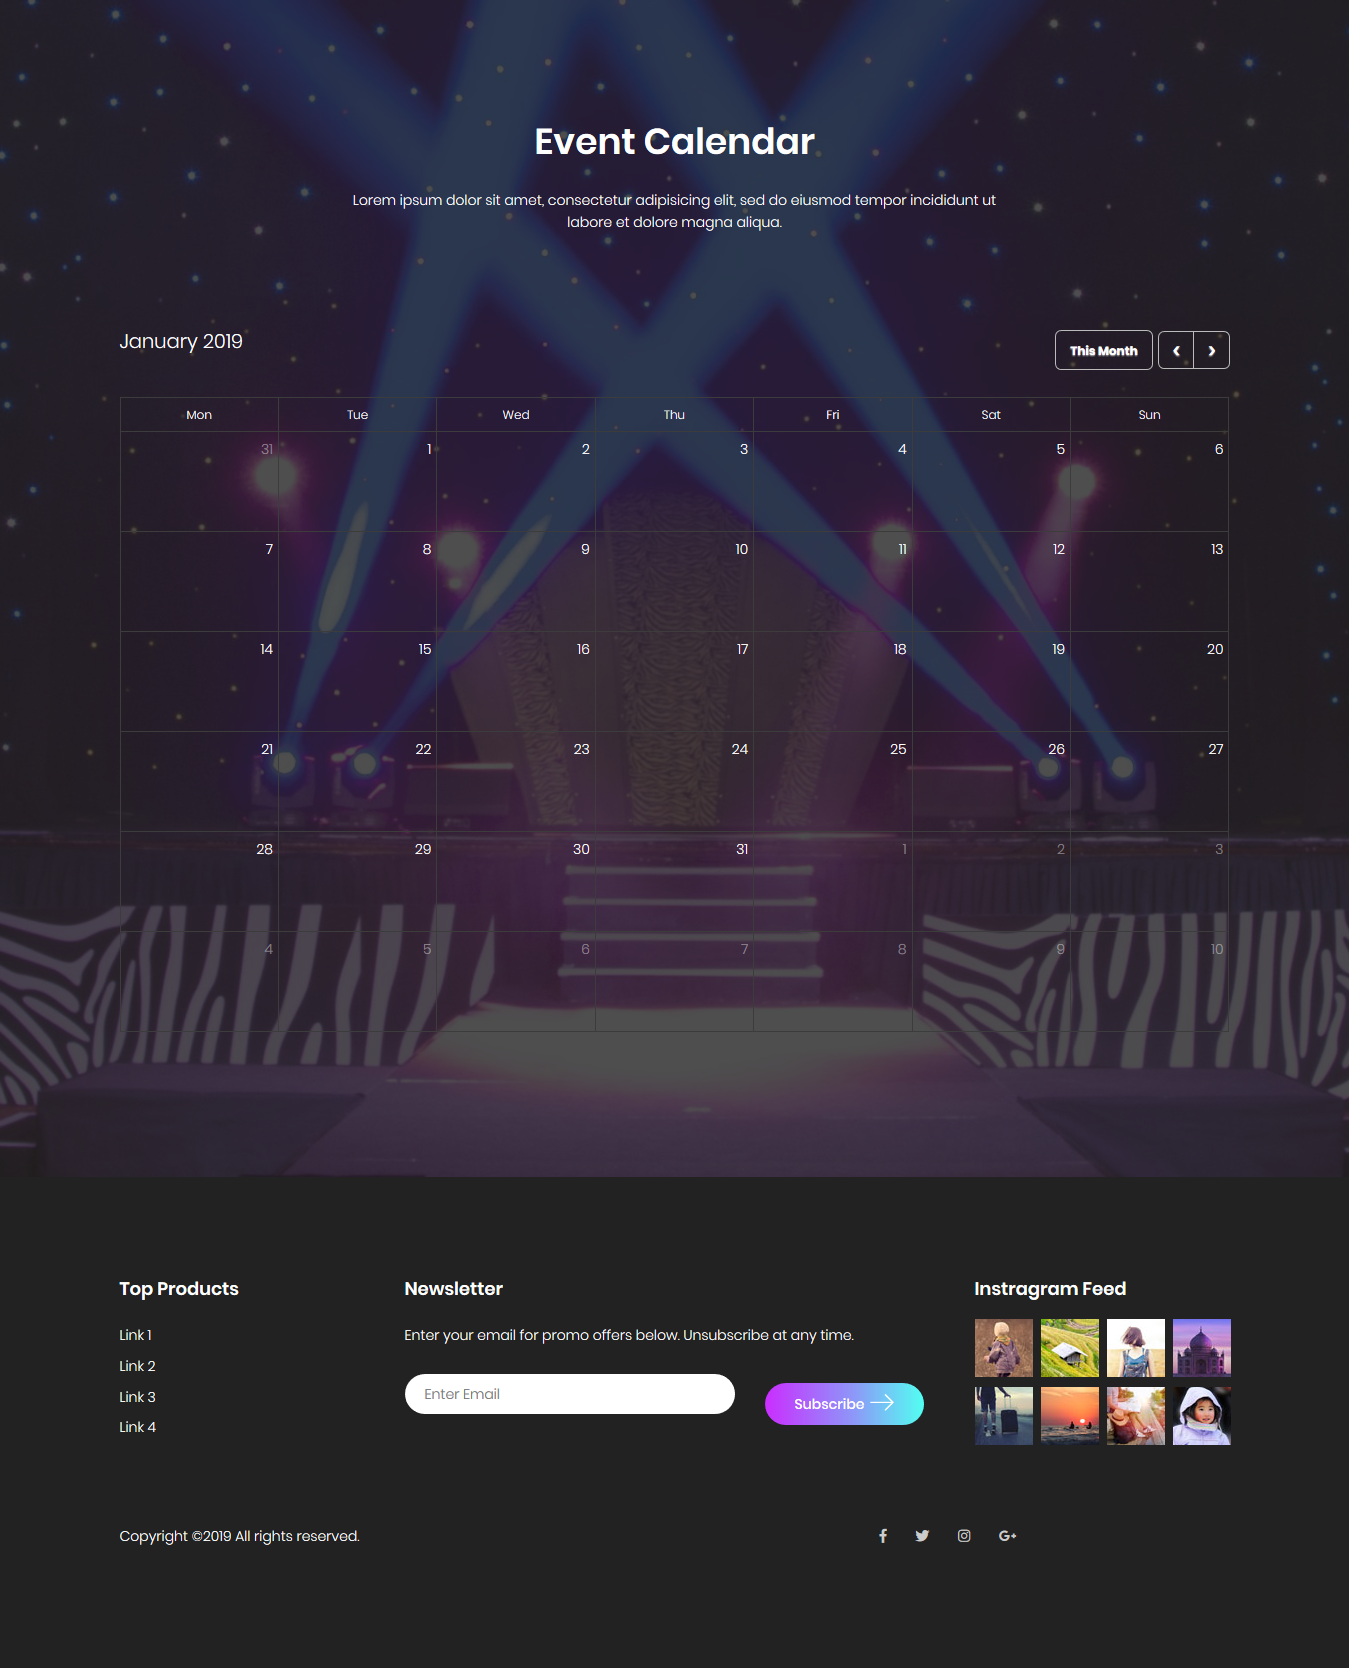 Event Calendar
Lorem ipsum dolor sit amet, consectetur adipisicing elit, sed do eiusmod tempor incididunt ut
labore et dolore magna aliqua.
January 2019
This Month
Mon Tue Wed Thu Fri Sat Sun
31 1 2 3 4 5 6
7 8 9 10 11 12 13
14 15 16 17 18 19 20
21 22 23 24 25 26 27
28 29 30 31 1 2 3
4 5 6 7 8 9 10
Top Products
Link 1
Link 2
Link 3
Link 4
Newsletter
Enter your email for promo offers below. Unsubscribe at any time.
Enter Email
Subscribe
Instragram Feed
Copyright ©2019 All rights reserved.